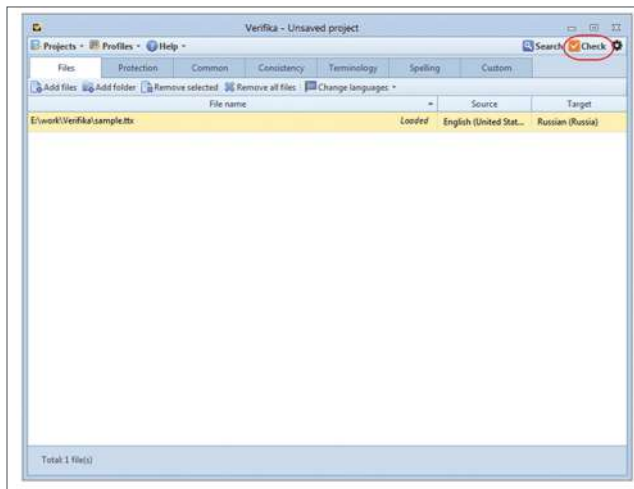 Verifika - Unsaved project
Projects Profiles Help Search Check
Files Protection Common Consistency Terminology Spelling Custom
Add files Add folder Remove selected Remove all files Change languages
File name Source Target
E:\work\Verifika\sample.ttx Loaded English (United Stat... Russian (Russia)
Total: 1 file(s)